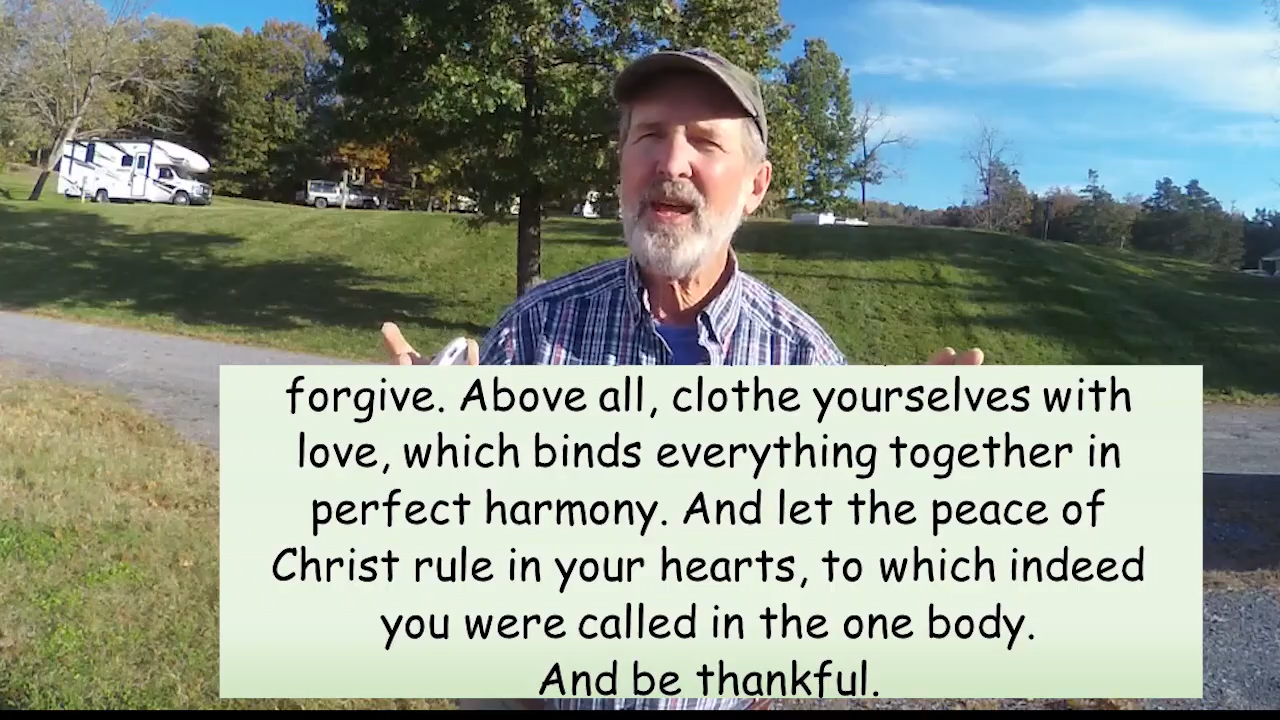 forgive. Above all, clothe yourselves with
love, which binds everything together in
perfect harmony. And let the peace of
Christ rule in your hearts, to which indeed
you were called in the one body.
And be thankful.